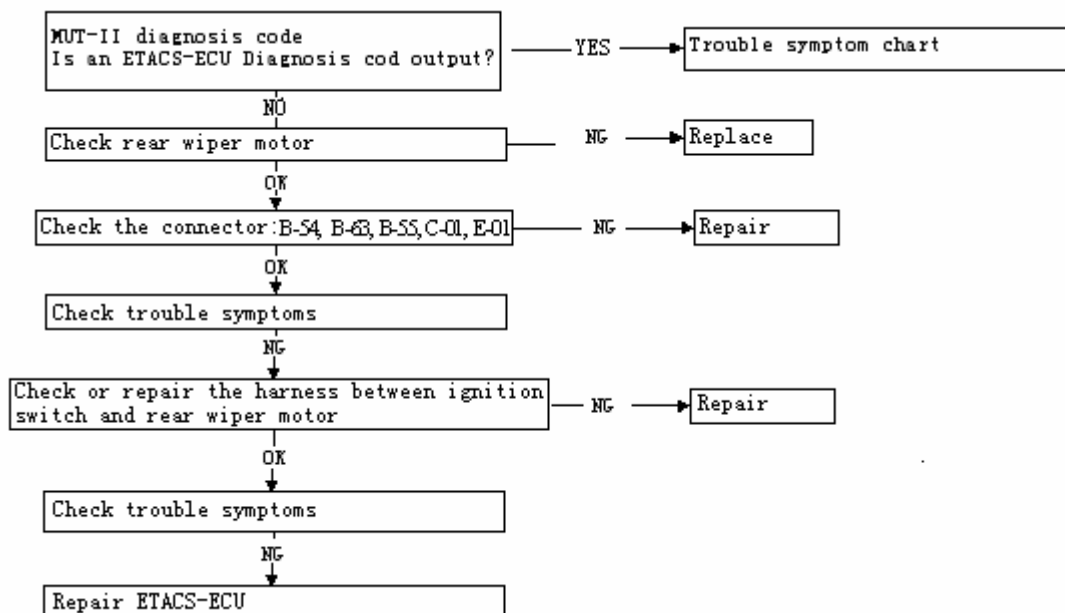 MUT-II diagnosis code
Is an ETACS-ECU Diagnosis cod output?
YES
Trouble symptom chart
NO
Check rear wiper motor
NG
Replace
OK
Check the connector:B-54, B-63, B-55, C-01, E-01
NG
Repair
OK
Check trouble symptoms
NG
Check or repair the harness between ignition
switch and rear wiper motor
NG
Repair
OK
Check trouble symptoms
NG
Repair ETACS-ECU